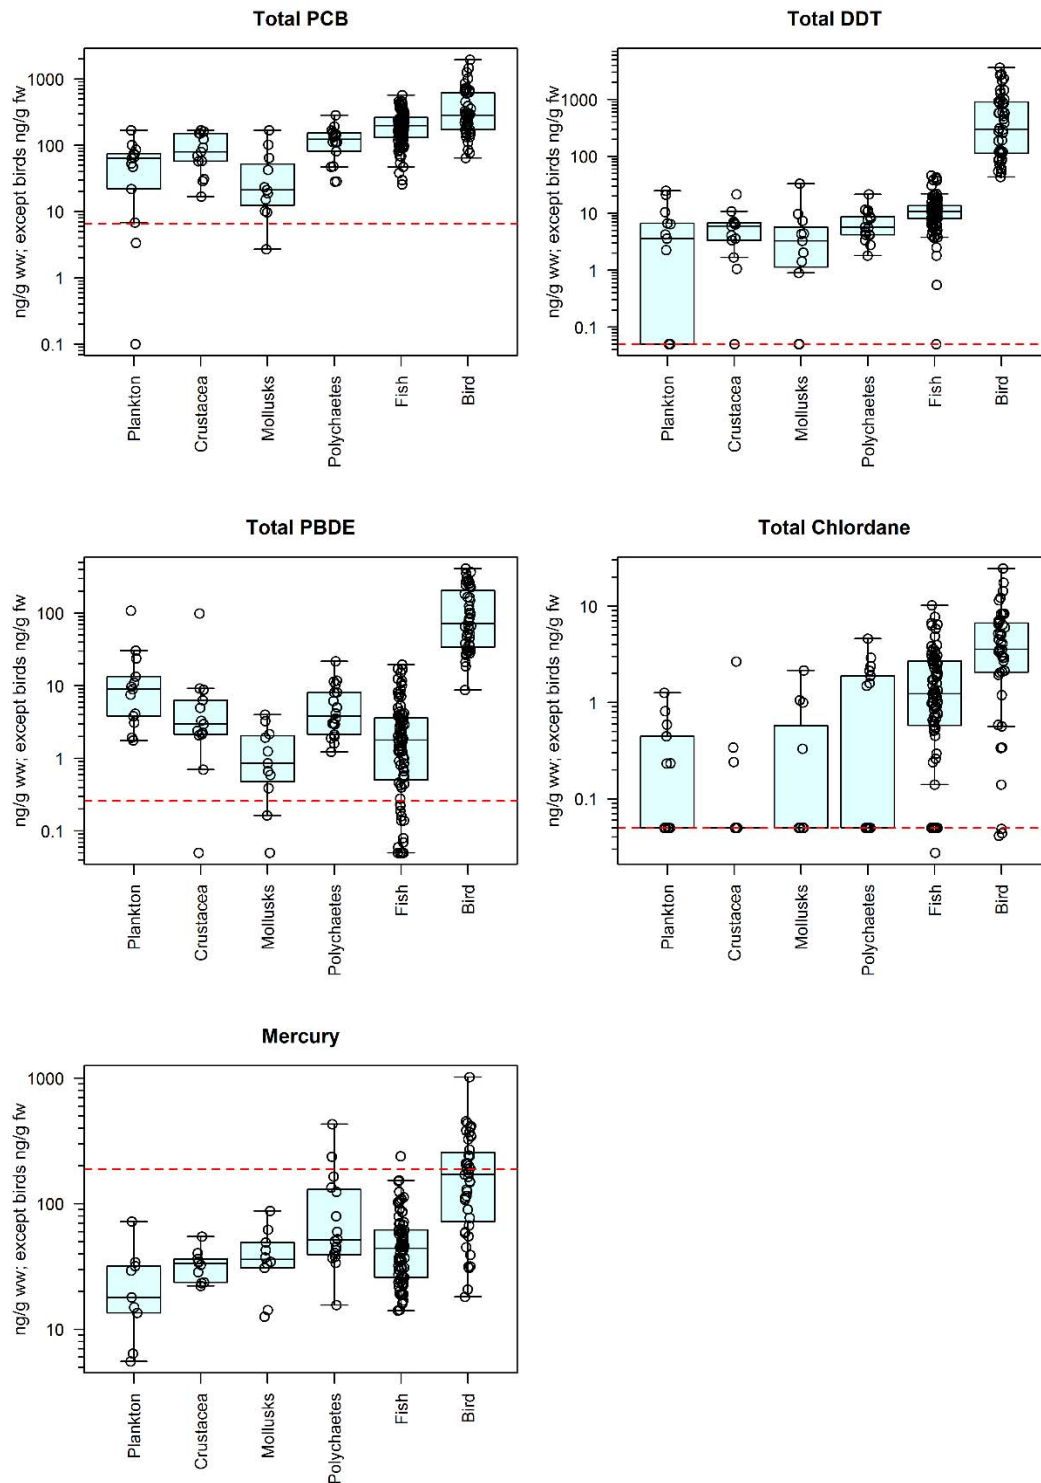 Total PCB
ng/g ww; except birds ng/g fw
1000
100
10
1
0.1
Plankton
Crustacea
Mollusks
Polychaetes
Fish
Bird
Total DDT
ng/g ww; except birds ng/g fw
1000
100
10
1
0.1
Plankton
Crustacea
Mollusks
Polychaetes
Fish
Bird
Total PBDE
ng/g ww; except birds ng/g fw
100
10
1
0.1
Plankton
Crustacea
Mollusks
Polychaetes
Fish
Bird
Total Chlordane
ng/g ww; except birds ng/g fw
10
1
0.1
Plankton
Crustacea
Mollusks
Polychaetes
Fish
Bird
Mercury
ng/g ww; except birds ng/g fw
1000
100
10
Plankton
Crustacea
Mollusks
Polychaetes
Fish
Bird